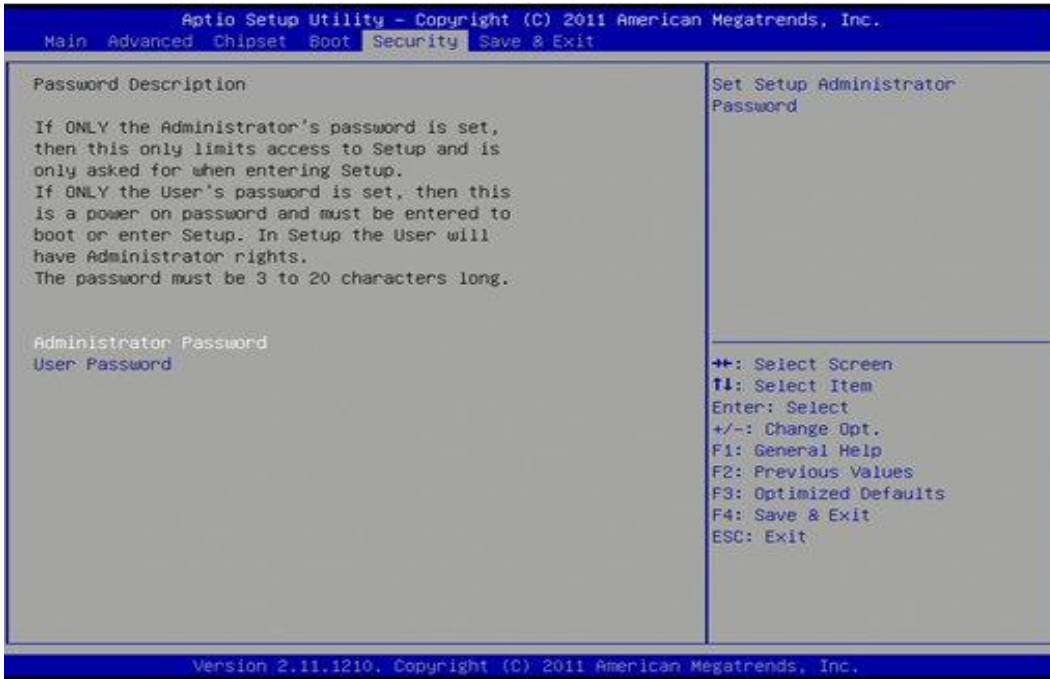 Aptio Setup Utility – Copyright (C) 2011 American Megatrends, Inc.
Main Advanced Chipset Boot Security Save & Exit
Password Description
If ONLY the Administrator's password is set,
then this only limits access to Setup and is
only asked for when entering Setup.
If ONLY the User's password is set, then this
is a power on password and must be entered to
boot or enter Setup. In Setup the User will
have Administrator rights.
The password must be 3 to 20 characters long.
Administrator Password
User Password
Set Setup Administrator
Password
→←: Select Screen
↑↓: Select Item
Enter: Select
+/-: Change Opt.
F1: General Help
F2: Previous Values
F3: Optimized Defaults
F4: Save & Exit
ESC: Exit
Version 2.11.1210. Copyright (C) 2011 American Megatrends, Inc.